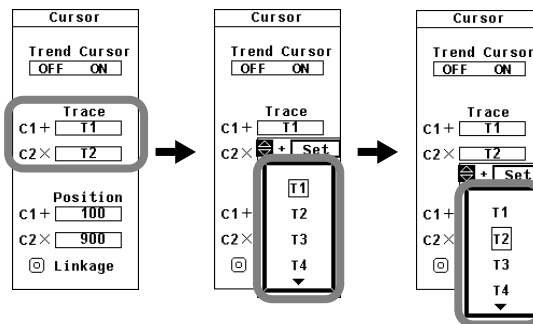 Cursor
Trend Cursor
OFF ON
Trace
C1+ T1
C2× T2
Position
C1+ 100
C2× 900
Linkage
Cursor
Trend Cursor
OFF ON
Trace
C1+ T1
C2× + Set
T1
C1+ T2
C2× T3
T4
Cursor
Trend Cursor
OFF ON
Trace
C1+ T1
C2× T2
+ Set
C1+ T1
C2× T2
T3
T4